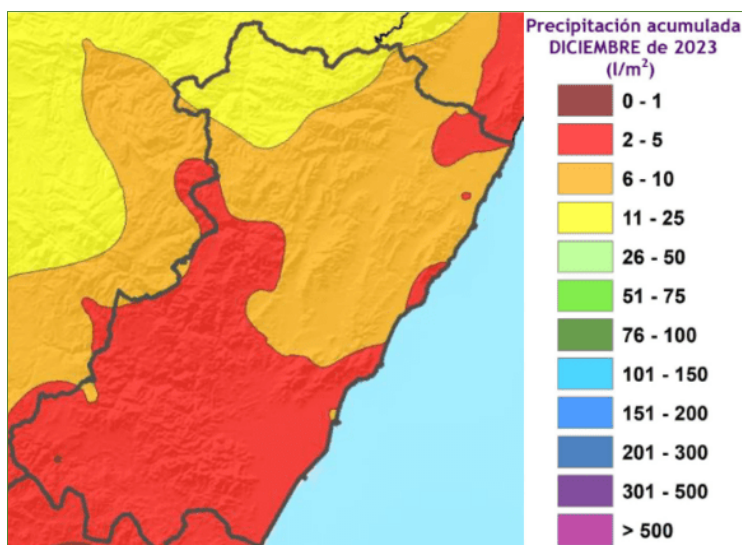 Precipitación acumulada
DICIEMBRE de 2023
(l/m²)
0 - 1
2 - 5
6 - 10
11 - 25
26 - 50
51 - 75
76 - 100
101 - 150
151 - 200
201 - 300
301 - 500
> 500